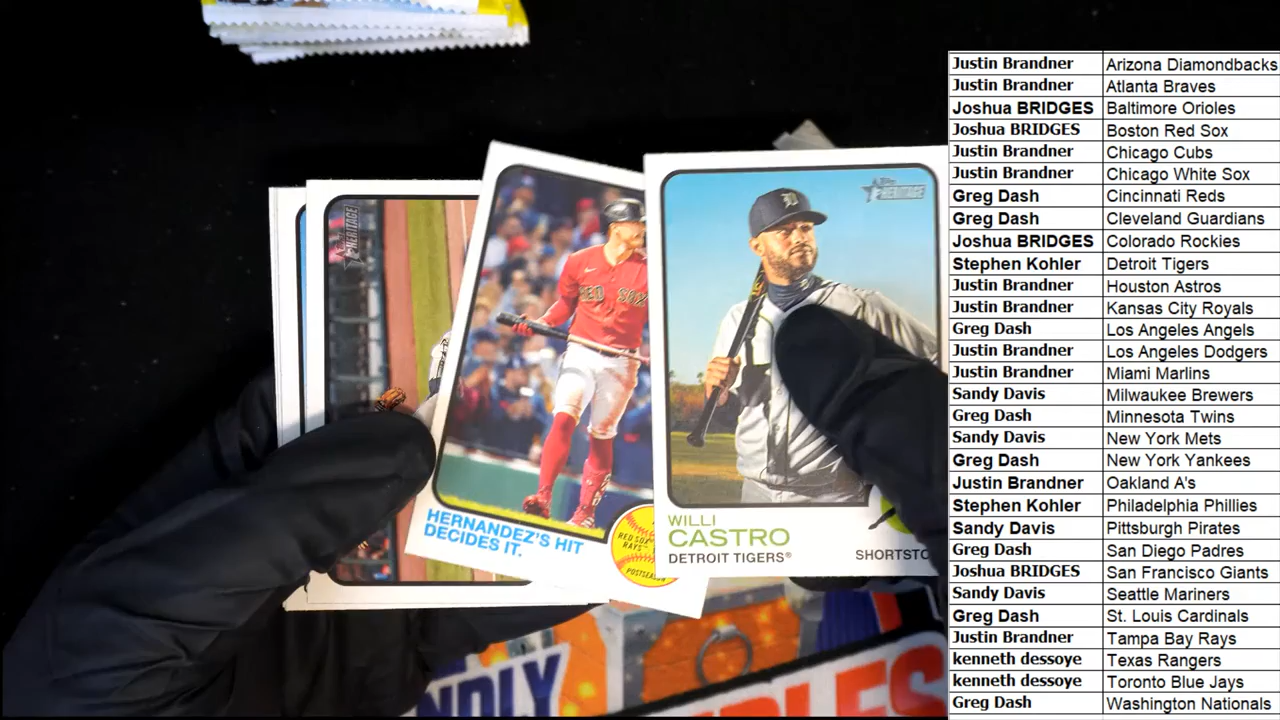 Justin Brandner Arizona Diamondbacks
Justin Brandner Atlanta Braves
Joshua BRIDGES Baltimore Orioles
Joshua BRIDGES Boston Red Sox
Justin Brandner Chicago Cubs
Justin Brandner Chicago White Sox
Greg Dash Cincinnati Reds
Greg Dash Cleveland Guardians
Joshua BRIDGES Colorado Rockies
Stephen Kohler Detroit Tigers
Justin Brandner Houston Astros
Justin Brandner Kansas City Royals
Greg Dash Los Angeles Angels
Justin Brandner Los Angeles Dodgers
Justin Brandner Miami Marlins
Sandy Davis Milwaukee Brewers
Greg Dash Minnesota Twins
Sandy Davis New York Mets
Greg Dash New York Yankees
Justin Brandner Oakland A's
Stephen Kohler Philadelphia Phillies
Sandy Davis Pittsburgh Pirates
Greg Dash San Diego Padres
Joshua BRIDGES San Francisco Giants
Sandy Davis Seattle Mariners
Greg Dash St. Louis Cardinals
Justin Brandner Tampa Bay Rays
kenneth dessoye Texas Rangers
kenneth dessoye Toronto Blue Jays
Greg Dash Washington Nationals
HERITAGE
RED SOX
HERNANDEZ'S HIT
DECIDES IT.
RED SOX
RAYS
POSTSEASON
HERITAGE
D
WILLI
CASTRO
DETROIT TIGERS®
SHORTSTO